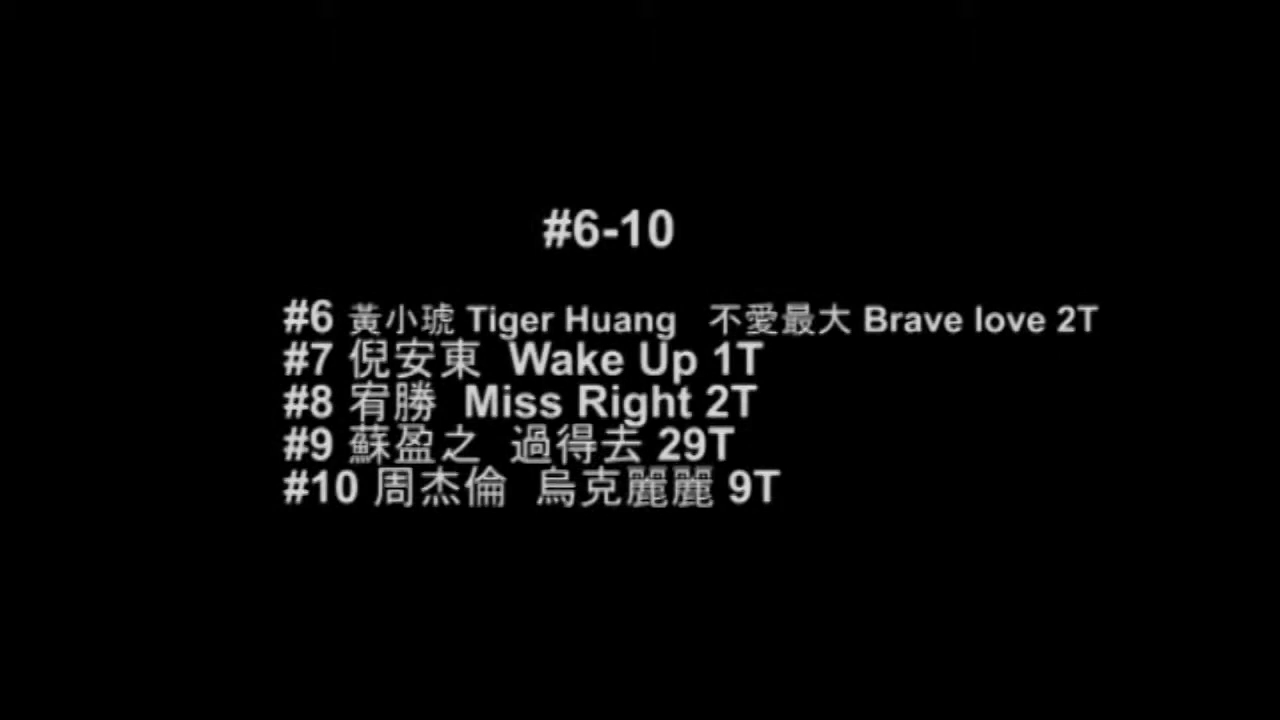 #6-10
#6 黃小琥 Tiger Huang 不愛最大 Brave love 2T
#7 倪安東 Wake Up 1T
#8 宥勝 Miss Right 2T
#9 蘇盈之 過得去 29T
#10 周杰倫 烏克麗麗 9T